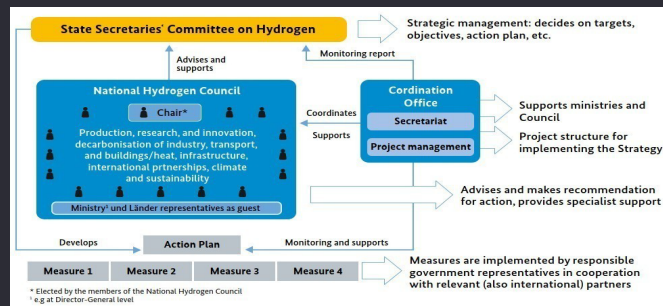 State Secretaries' Committee on Hydrogen
Strategic management: decides on targets,
objectives, action plan, etc.
Advises and
supports
Monitoring report
National Hydrogen Council
Chair*
Production, research, and innovation,
decarbonisation of industry, transport,
and buildings/heat, infrastructure,
international prtnerships, climate
and sustainability
Ministry¹ und Länder representatives as guest
Coordinates
Supports
Cordination
Office
Secretariat
Project management
Supports ministries and
Council
Project structure for
implementing the Strategy
Advises and makes recommendation
for action, provides specialist support
Develops
Action Plan
Monitoring and supports
Measure 1
Measure 2
Measure 3
Measure 4
Measures are implemented by responsible
government representatives in cooperation
with relevant (also international) partners
* Elected by the members of the National Hydrogen Council
¹ e.g at Director-General level